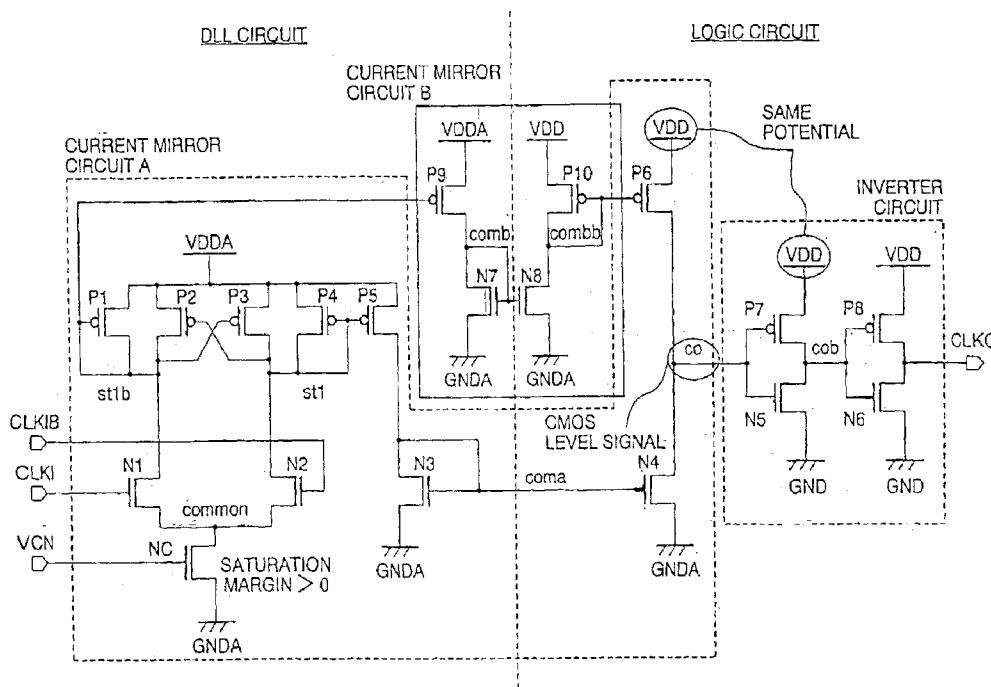 DLL CIRCUIT
LOGIC CIRCUIT
CURRENT MIRROR
CIRCUIT B
SAME
POTENTIAL
CURRENT MIRROR
CIRCUIT A
INVERTER
CIRCUIT
VDDA
VDD
VDD
P9
P10
P6
comb
combb
N7
N8
GNDA
GNDA
VDDA
P1
P2
P3
P4
P5
st1b
st1
VDD
VDD
P7
P8
co
cob
N5
N6
GND
GND
CMOS
LEVEL SIGNAL
CLKIB
CLKI
VCN
N1
N2
N3
N4
common
coma
NC
SATURATION
MARGIN > 0
GNDA
GNDA
GNDA